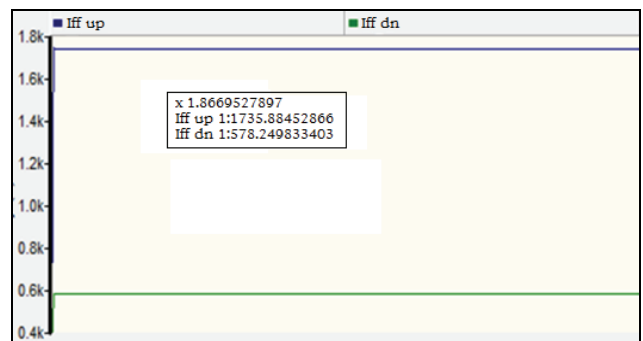 Iff up Iff dn
1.8k
1.6k
x 1.8669527897
Iff up 1:1735.88452866
Iff dn 1:578.249833403
1.4k
1.2k
1.0k
0.8k
0.6k
0.4k